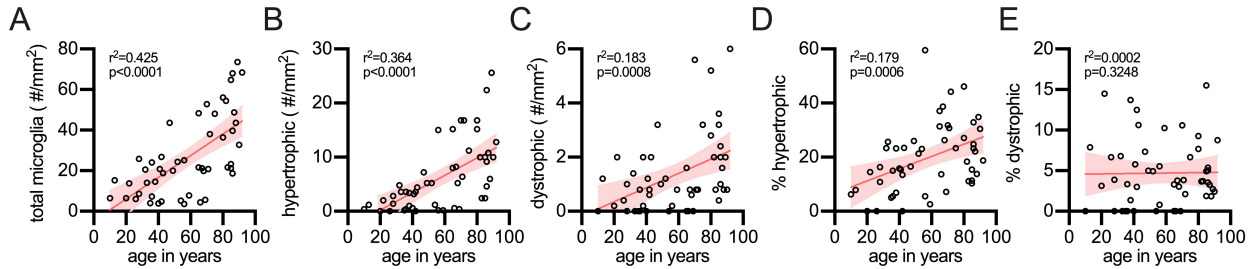 A
r²=0.425
p<0.0001
total microglia ( #/mm²)
80
60
40
20
0
0 20 40 60 80 100
age in years
B
r²=0.364
p<0.0001
hypertrophic ( #/mm²)
30
20
10
0
0 20 40 60 80 100
age in years
C
r²=0.183
p=0.0008
dystrophic ( #/mm²)
6
4
2
0
0 20 40 60 80 100
age in years
D
r²=0.179
p=0.0006
% hypertrophic
60
40
20
0
0 20 40 60 80 100
age in years
E
r²=0.0002
p=0.3248
% dystrophic
20
15
10
5
0
0 20 40 60 80 100
age in years